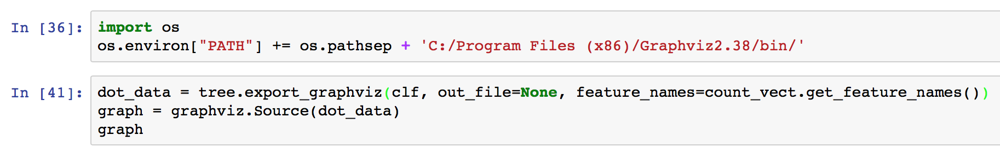 In [36]: import os
os.environ["PATH"] += os.pathsep + 'C:/Program Files (x86)/Graphviz2.38/bin/'
In [41]: dot_data = tree.export_graphviz(clf, out_file=None, feature_names=count_vect.get_feature_names())
graph = graphviz.Source(dot_data)
graph